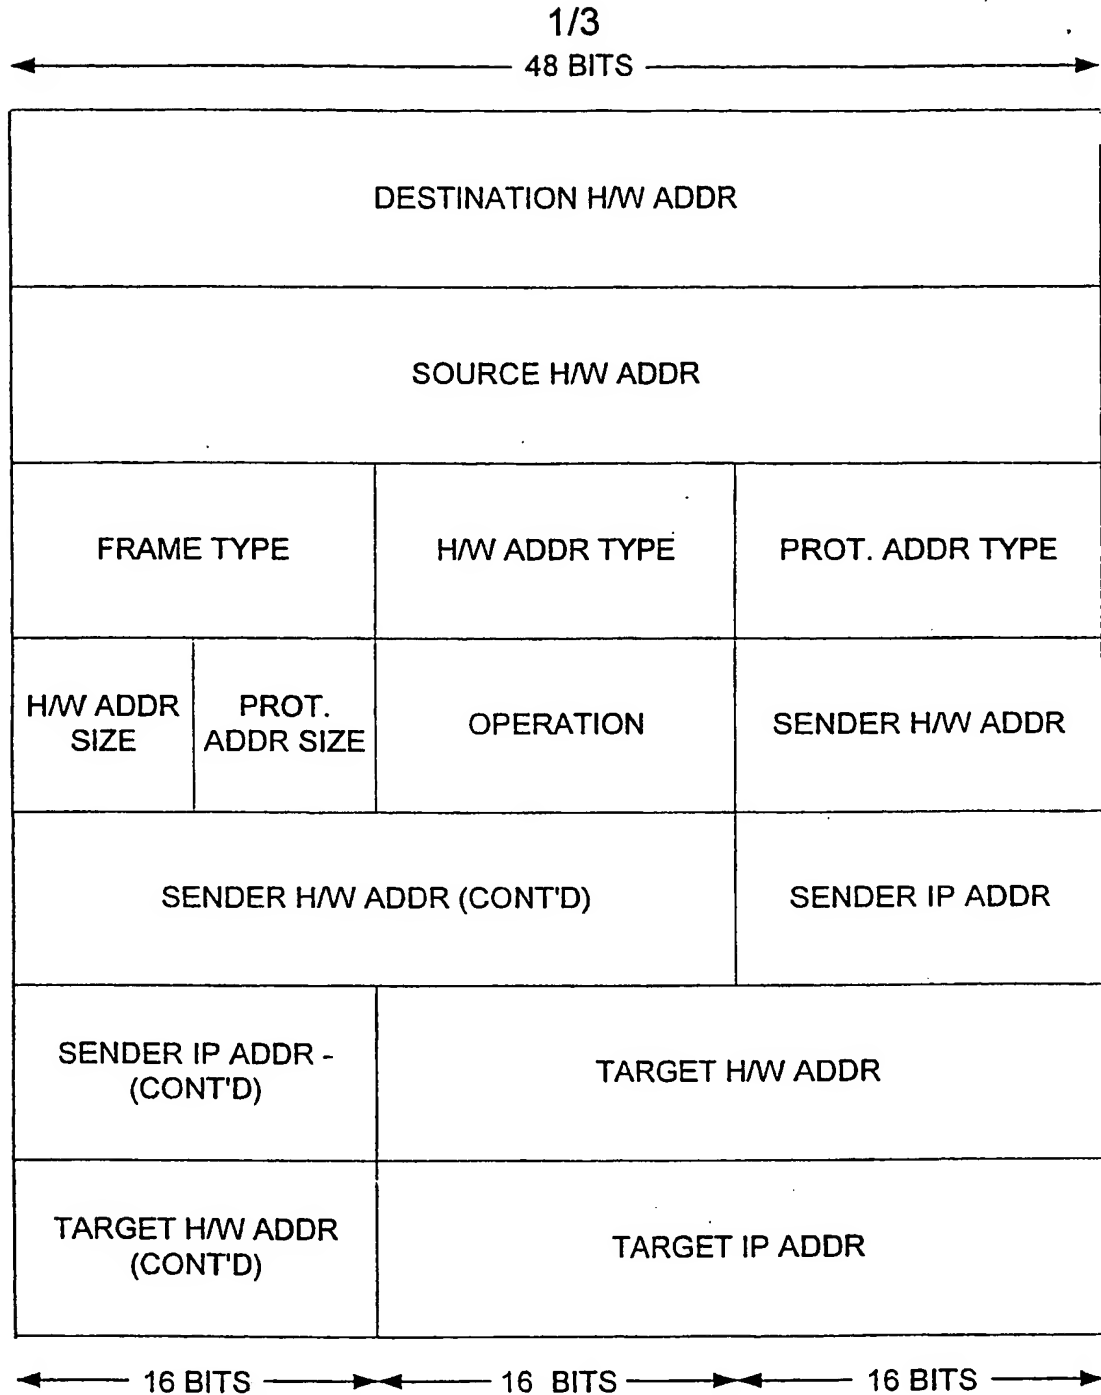 1/3
48 BITS
DESTINATION H/W ADDR
SOURCE H/W ADDR
FRAME TYPE
H/W ADDR TYPE
PROT. ADDR TYPE
H/W ADDR
SIZE
PROT.
ADDR SIZE
OPERATION
SENDER H/W ADDR
SENDER H/W ADDR (CONT'D)
SENDER IP ADDR
SENDER IP ADDR -
(CONT'D)
TARGET H/W ADDR
TARGET H/W ADDR
(CONT'D)
TARGET IP ADDR
16 BITS
16 BITS
16 BITS